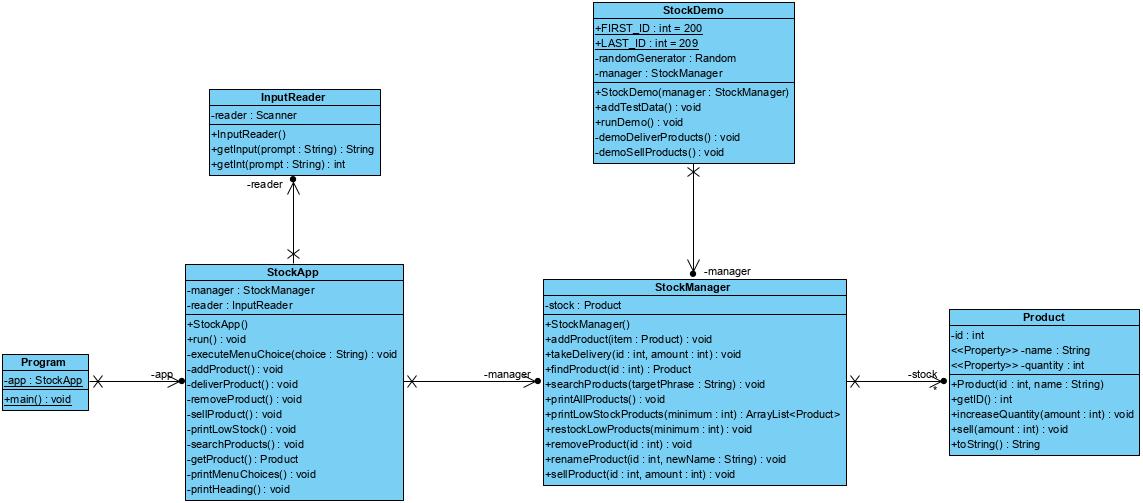 StockDemo
+FIRST_ID : int = 200
+LAST_ID : int = 209
-randomGenerator : Random
-manager : StockManager
+StockDemo(manager : StockManager)
+addTestData() : void
+runDemo() : void
-demoDeliverProducts() : void
-demoSellProducts() : void
InputReader
-reader : Scanner
+InputReader()
+getInput(prompt : String) : String
+getInt(prompt : String) : int
-reader
-manager
StockApp
-manager : StockManager
-reader : InputReader
+StockApp()
+run() : void
-executeMenuChoice(choice : String) : void
-addProduct() : void
-deliverProduct() : void
-removeProduct() : void
-sellProduct() : void
-printLowStock() : void
-searchProducts() : void
-getProduct() : Product
-printMenuChoices() : void
-printHeading() : void
StockManager
-stock : Product
+StockManager()
+addProduct(item : Product) : void
+takeDelivery(id : int, amount : int) : void
+findProduct(id : int) : Product
+searchProducts(targetPhrase : String) : void
+printAllProducts() : void
+printLowStockProducts(minimum : int) : ArrayList<Product>
+restockLowProducts(minimum : int) : void
+removeProduct(id : int) : void
+renameProduct(id : int, newName : String) : void
+sellProduct(id : int, amount : int) : void
Product
-id : int
<<Property>> -name : String
<<Property>> -quantity : int
+Product(id : int, name : String)
+getID() : int
+increaseQuantity(amount : int) : void
+sell(amount : int) : void
+toString() : String
Program
-app : StockApp
+main() : void
-app
-manager
-stock
*